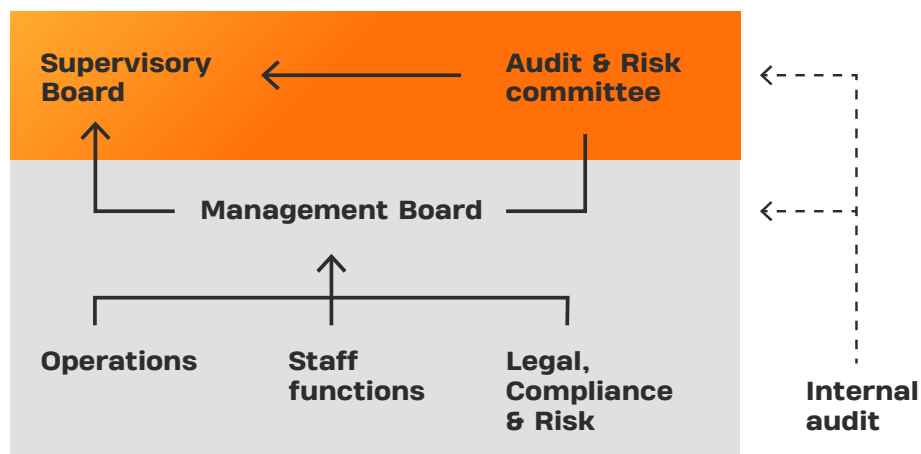 Supervisory
Board
Audit & Risk
committee
Management Board
Operations
Staff
functions
Legal,
Compliance
& Risk
Internal
audit